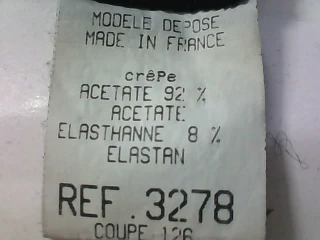 MODELE DEPOSE
MADE IN FRANCE
crêPe
ACETATE 92 %
ACETATE
ELASTHANNE 8 %
ELASTAN
REF.3278
COUPE 126